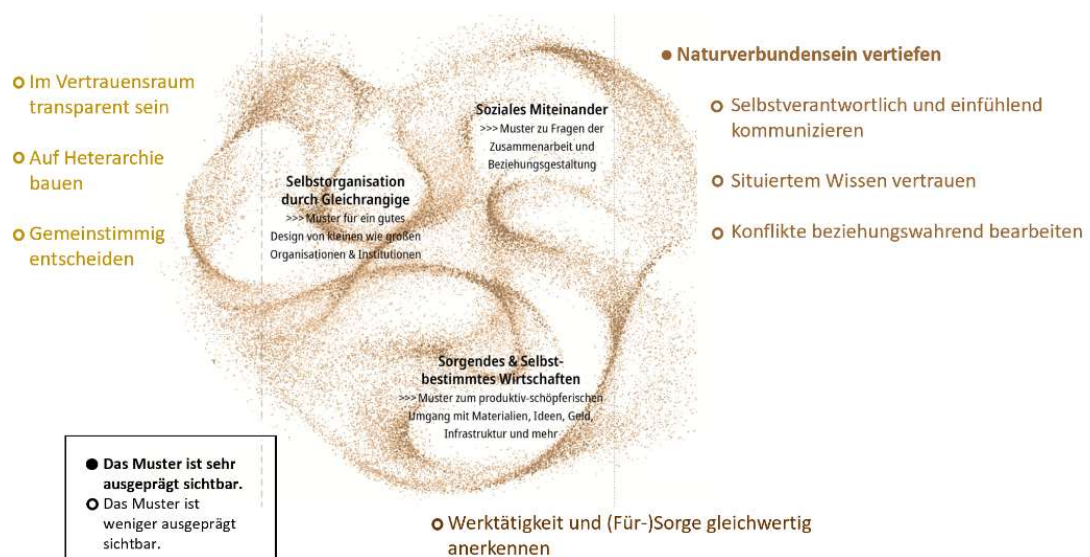 Im Vertrauensraum
transparent sein
Auf Heterarchie
bauen
Gemeinstimmig
entscheiden
Selbstorganisation
durch Gleichrangige
>>> Muster für ein gutes
Design von kleinen wie großen
Organisationen & Institutionen
Soziales Miteinander
>>> Muster zu Fragen der
Zusammenarbeit und
Beziehungsgestaltung
Naturverbundensein vertiefen
Selbstverantwortlich und einfühlend
kommunizieren
Situiertem Wissen vertrauen
Konflikte beziehungswahrend bearbeiten
Sorgendes & Selbst-
bestimmtes Wirtschaften
>>> Muster zum produktiv-schöpferischen
Umgang mit Materialien, Ideen, Geld,
Infrastruktur und mehr
Das Muster ist sehr
ausgeprägt sichtbar.
Das Muster ist
weniger ausgeprägt
sichtbar.
Werktätigkeit und (Für-)Sorge gleichwertig
anerkennen